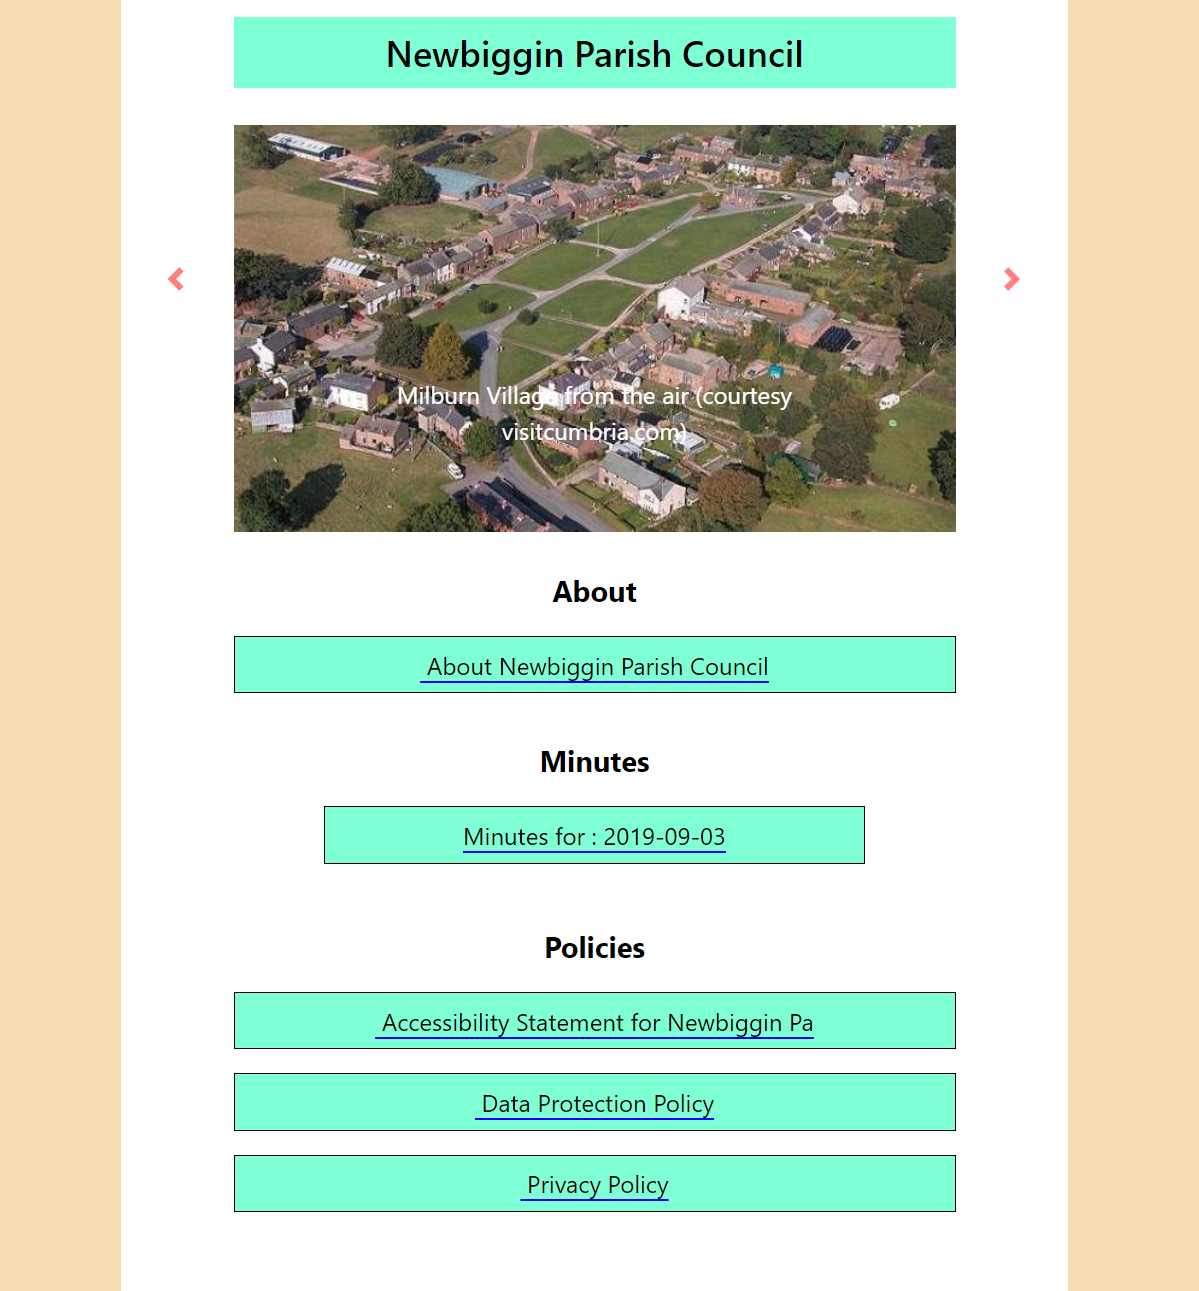 Newbiggin Parish Council
Milburn Village from the air (courtesy
visitcumbria.com)
About
About Newbiggin Parish Council
Minutes
Minutes for : 2019-09-03
Policies
Accessibility Statement for Newbiggin Pa
Data Protection Policy
Privacy Policy